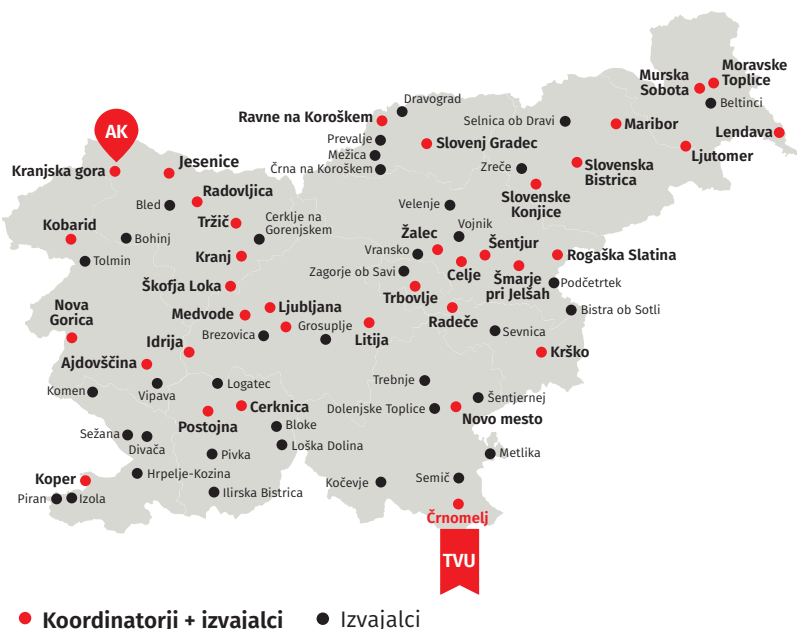 Moravske
Toplice
Murska
Sobota
Beltinci
Dravograd
Ravne na Koroškem
Selnica ob Dravi
Maribor
Lendava
AK
Prevalje
Slovenj Gradec
Ljutomer
Mežica
Kranjska gora
Jesenice
Črna na Koroškem
Zreče
Slovenska
Bistrica
Radovljica
Slovenske
Konjice
Bled
Velenje
Tržič
Cerklje na
Gorenjskem
Kobarid
Vojnik
Žalec
Bohinj
Šentjur
Vransko
Rogaška Slatina
Tolmin
Kranj
Zagorje ob Savi
Celje
Šmarje
pri Jelšah
Podčetrtek
Škofja Loka
Trbovlje
Nova
Gorica
Medvode
Ljubljana
Bistra ob Sotli
Radeče
Grosuplje
Brezovica
Litija
Sevnica
Idrija
Krško
Ajdovščina
Trebnje
Komen
Vipava
Logatec
Šentjernej
Cerknica
Dolenjske Toplice
Novo mesto
Postojna
Bloke
Sežana
Divača
Loška Dolina
Pivka
Metlika
Hrpelje-Kozina
Koper
Semič
Kočevje
Piran
Izola
Ilirska Bistrica
Črnomelj
TVU
Koordinatorji + izvajalci
Izvajalci